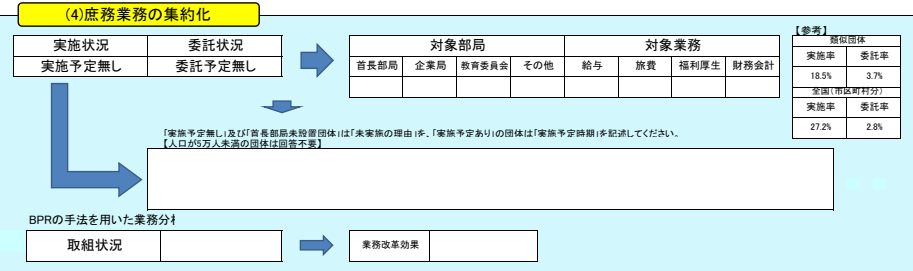 (4)庶務業務の集約化
【参考】
実施状況 委託状況
実施予定無し 委託予定無し
対象部局 対象業務
首長部局 企業局 教育委員会 その他 給与 旅費 福利厚生 財務会計
類似団体
実施率 委託率
18.5% 3.7%
全国(市区町村分)
実施率 委託率
27.2% 2.8%
「実施予定無し」及び「首長部局未設置団体」は「未実施の理由」を、「実施予定あり」の団体は「実施予定時期」を記述してください。
【人口が5万人未満の団体は回答不要】
BPRの手法を用いた業務分析
取組状況
業務改革効果